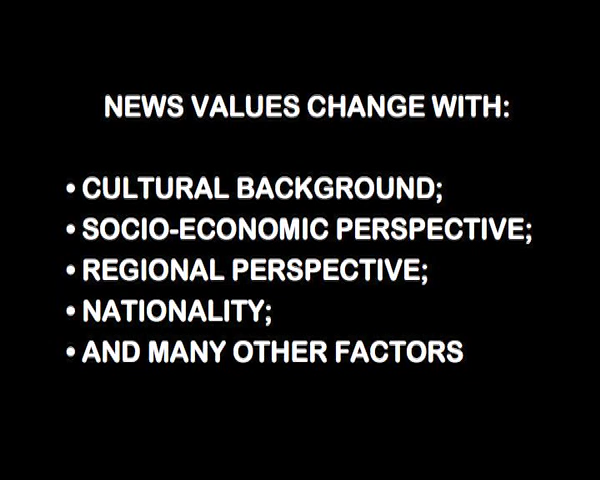 NEWS VALUES CHANGE WITH:
• CULTURAL BACKGROUND;
• SOCIO-ECONOMIC PERSPECTIVE;
• REGIONAL PERSPECTIVE;
• NATIONALITY;
• AND MANY OTHER FACTORS